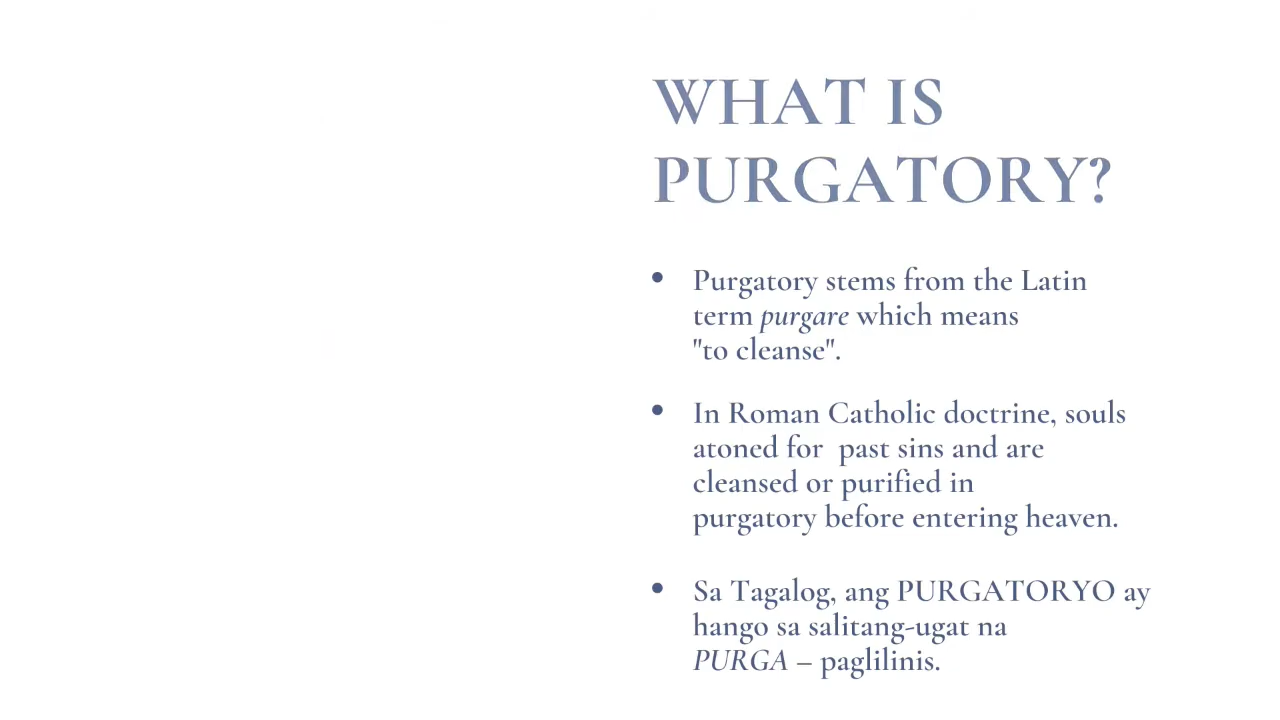 WHAT IS
PURGATORY?
• Purgatory stems from the Latin
term purgare which means
"to cleanse".
• In Roman Catholic doctrine, souls
atoned for  past sins and are
cleansed or purified in
purgatory before entering heaven.
• Sa Tagalog, ang PURGATORYO ay
hango sa salitang-ugat na
PURGA – paglilinis.